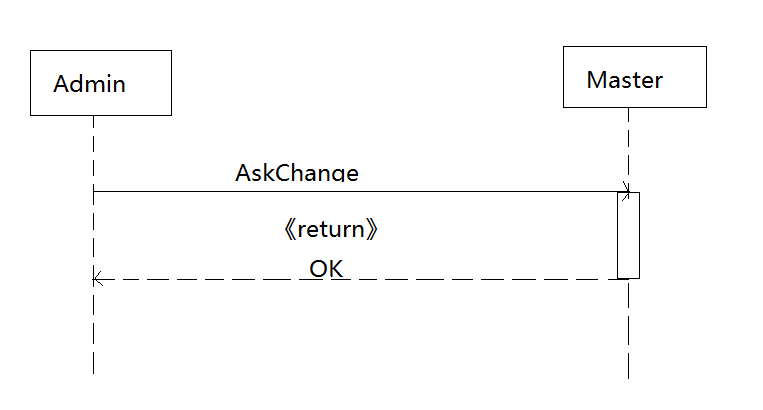 Admin
Master
AskChange
《return》
OK